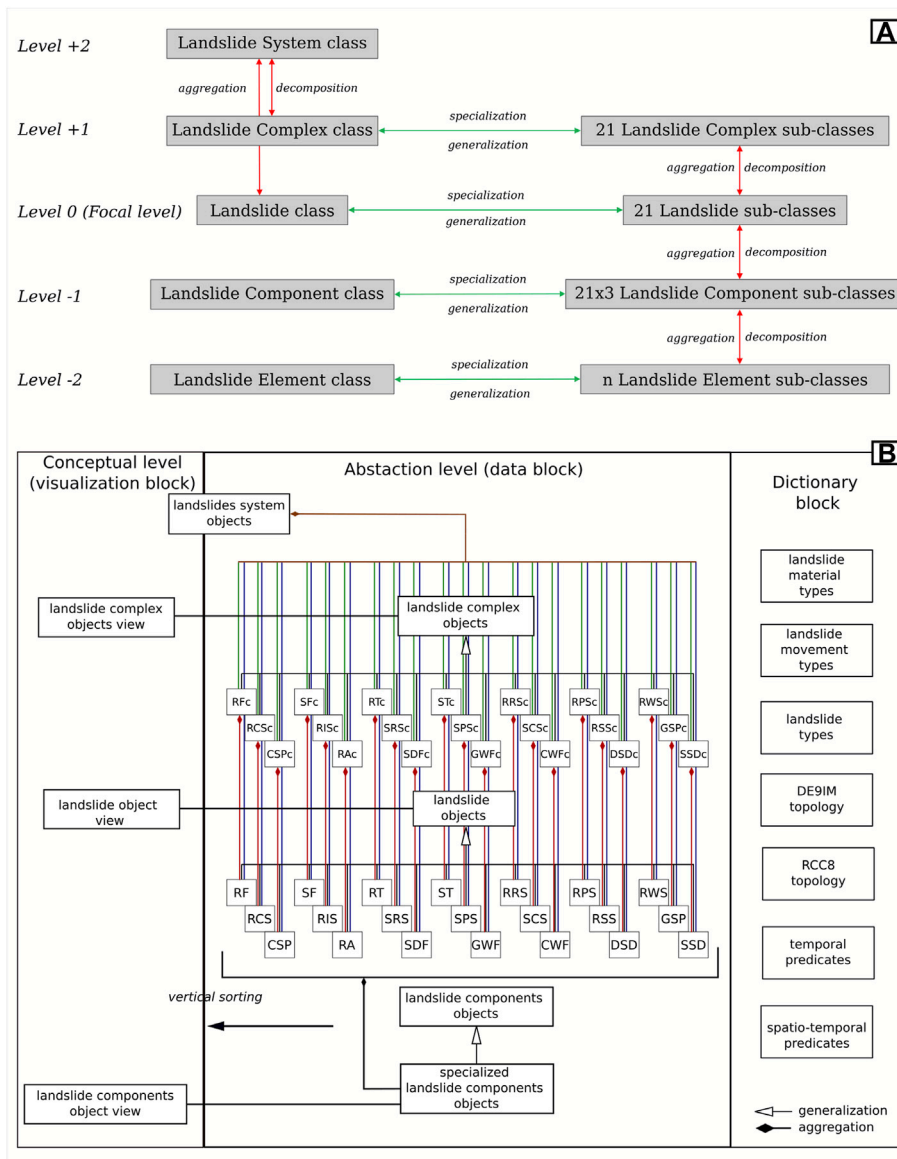 A
Level +2
Landslide System class
aggregation
decomposition
Level +1
Landslide Complex class
specialization
generalization
21 Landslide Complex sub-classes
aggregation
decomposition
Level 0 (Focal level)
Landslide class
specialization
generalization
21 Landslide sub-classes
aggregation
decomposition
Level -1
Landslide Component class
specialization
generalization
21x3 Landslide Component sub-classes
aggregation
decomposition
Level -2
Landslide Element class
specialization
generalization
n Landslide Element sub-classes
B
Conceptual level
(visualization block)
landslides system
objects
landslide complex
objects view
landslide object
view
vertical sorting
landslide components
object view
Abstaction level (data block)
landslide complex
objects
RFc
SFc
RTc
STc
RRSc
RPSc
RWSc
RCSc
RISc
SRSc
SPSc
SCSc
RSSc
GSPc
CSPc
RAc
SDFc
GWFc
CWFc
DSDc
SSDc
landslide
objects
RF
SF
RT
ST
RRS
RPS
RWS
RCS
RIS
SRS
SPS
SCS
RSS
GSP
CSP
RA
SDF
GWF
CWF
DSD
SSD
landslide components
objects
specialized
landslide components
objects
Dictionary
block
landslide
material
types
landslide
movement
types
landslide
types
DE9IM
topology
RCC8
topology
temporal
predicates
spatio-temporal
predicates
generalization
aggregation